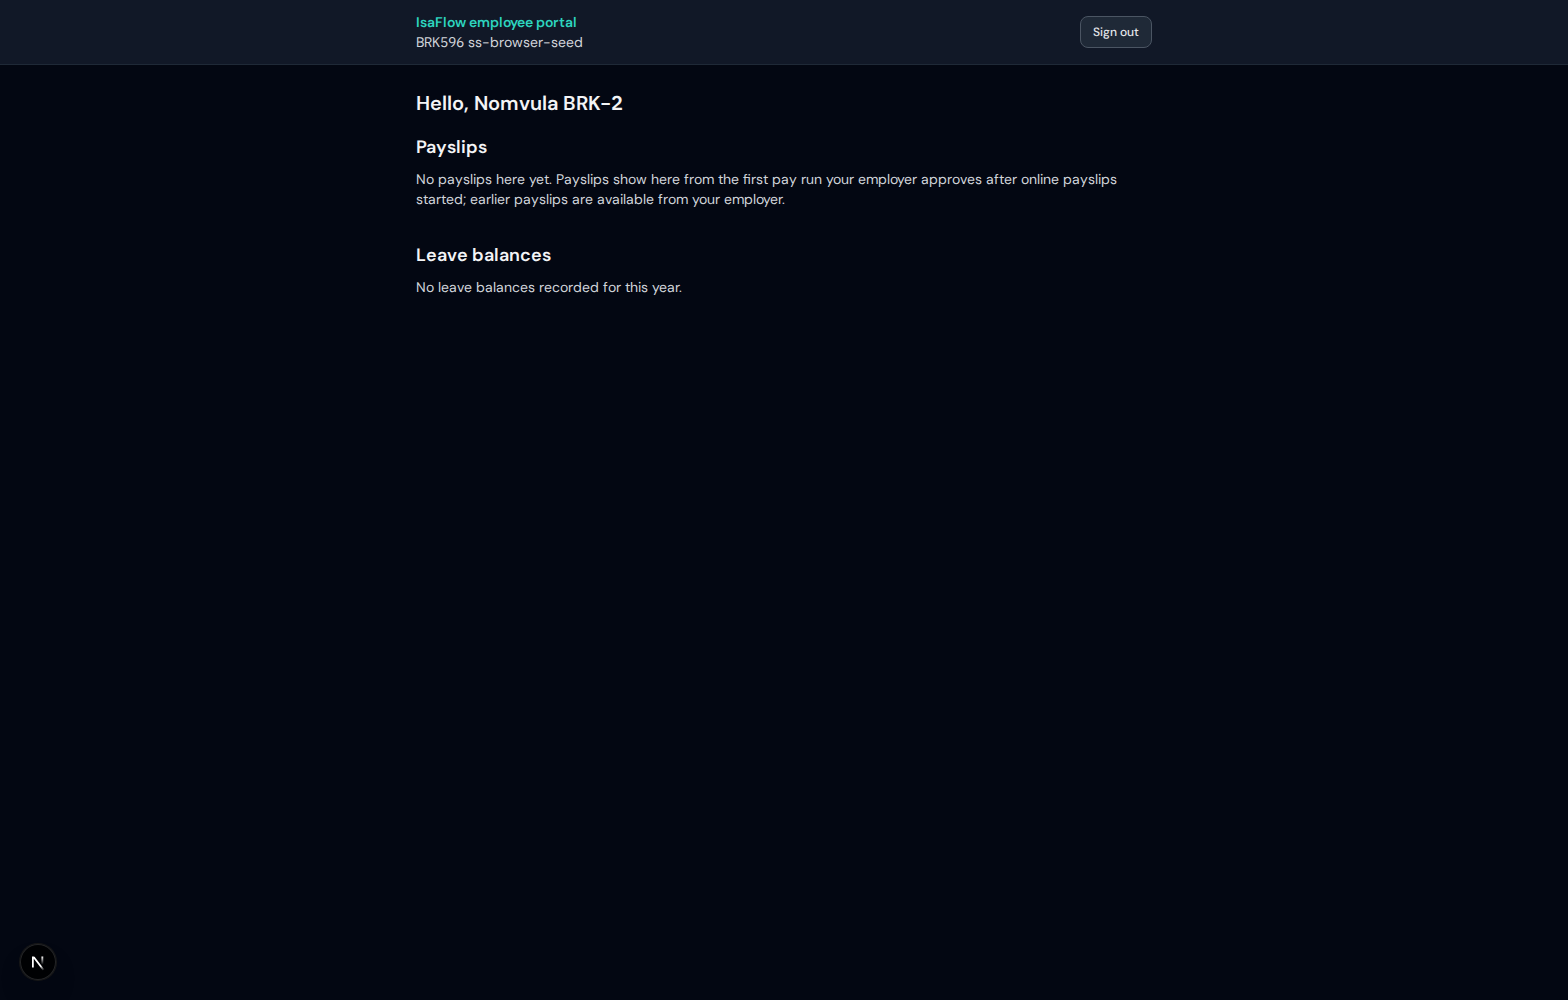 IsaFlow employee portal
BRK596 ss-browser-seed
Sign out
Hello, Nomvula BRK-2
Payslips
No payslips here yet. Payslips show here from the first pay run your employer approves after online payslips
started; earlier payslips are available from your employer.
Leave balances
No leave balances recorded for this year.
N